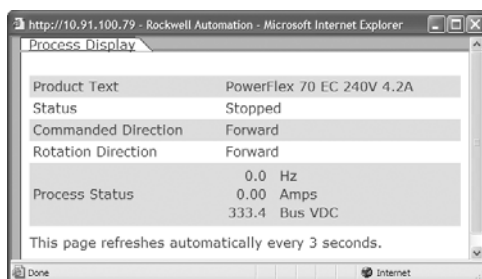 http://10.91.100.79 - Rockwell Automation - Microsoft Internet Explorer
Process Display
Product Text PowerFlex 70 EC 240V 4.2A
Status Stopped
Commanded Direction Forward
Rotation Direction Forward
Process Status 0.0 Hz
0.00 Amps
333.4 Bus VDC
This page refreshes automatically every 3 seconds.
Done Internet